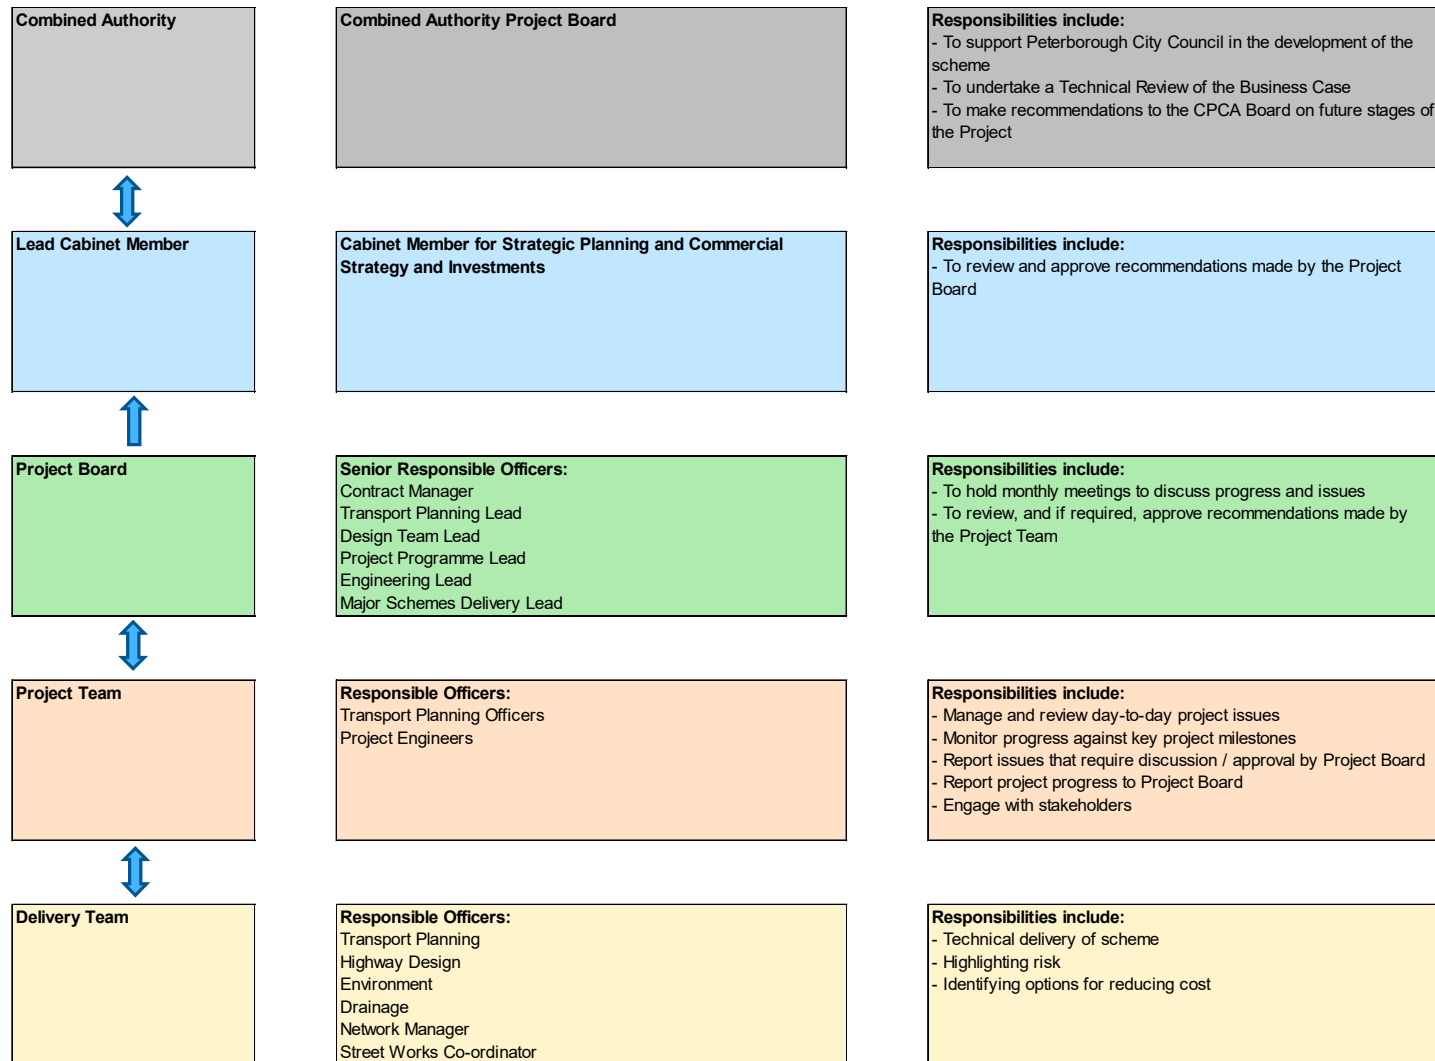 Combined Authority
Combined Authority Project Board
Responsibilities include:
- To support Peterborough City Council in the development of the
scheme
- To undertake a Technical Review of the Business Case
- To make recommendations to the CPCA Board on future stages of
the Project
Lead Cabinet Member
Cabinet Member for Strategic Planning and Commercial
Strategy and Investments
Responsibilities include:
- To review and approve recommendations made by the Project
Board
Project Board
Senior Responsible Officers:
Contract Manager
Transport Planning Lead
Design Team Lead
Project Programme Lead
Engineering Lead
Major Schemes Delivery Lead
Responsibilities include:
- To hold monthly meetings to discuss progress and issues
- To review, and if required, approve recommendations made by
the Project Team
Project Team
Responsible Officers:
Transport Planning Officers
Project Engineers
Responsibilities include:
- Manage and review day-to-day project issues
- Monitor progress against key project milestones
- Report issues that require discussion / approval by Project Board
- Report project progress to Project Board
- Engage with stakeholders
Delivery Team
Responsible Officers:
Transport Planning
Highway Design
Environment
Drainage
Network Manager
Street Works Co-ordinator
Responsibilities include:
- Technical delivery of scheme
- Highlighting risk
- Identifying options for reducing cost